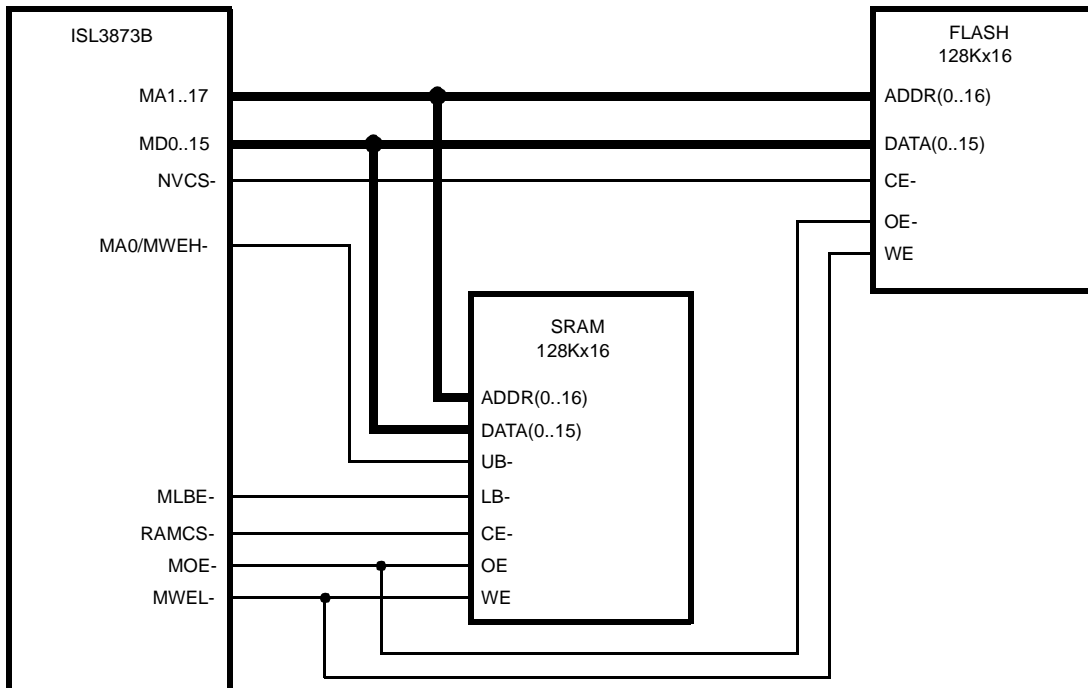 ISL3873B
MA1..17
MD0..15
NVCS-
MA0/MWEH-
MLBE-
RAMCS-
MOE-
MWEL-
SRAM
128Kx16
ADDR(0..16)
DATA(0..15)
UB-
LB-
CE-
OE
WE
FLASH
128Kx16
ADDR(0..16)
DATA(0..15)
CE-
OE-
WE